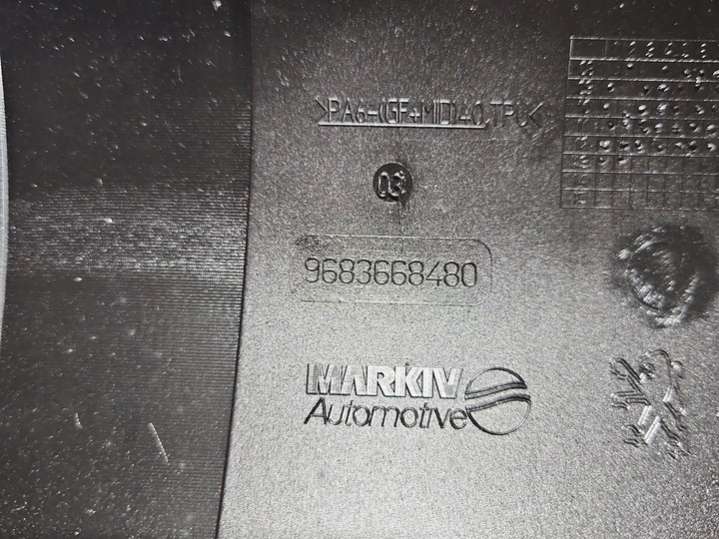 >PA6-(GF+MD)40,TPU<
03
9683668480
MARKIV
Automotive